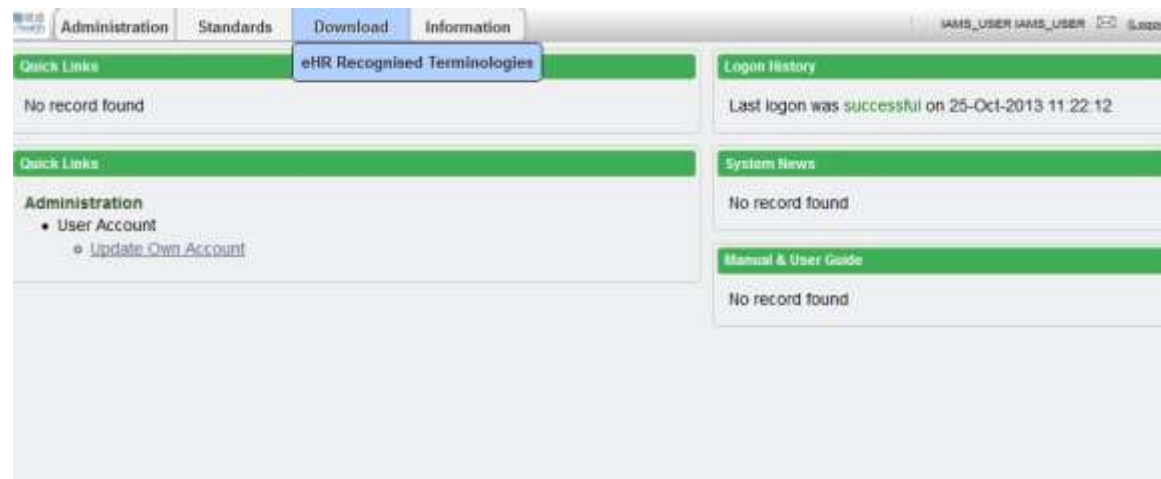 Administration Standards Download Information IAMS_USER IAMS_USER
eHR Recognised Terminologies
Quick Links
No record found
Quick Links
Administration
User Account
Update Own Account
Logon History
Last logon was successful on 25-Oct-2013 11:22:12
System News
No record found
Manual & User Guide
No record found